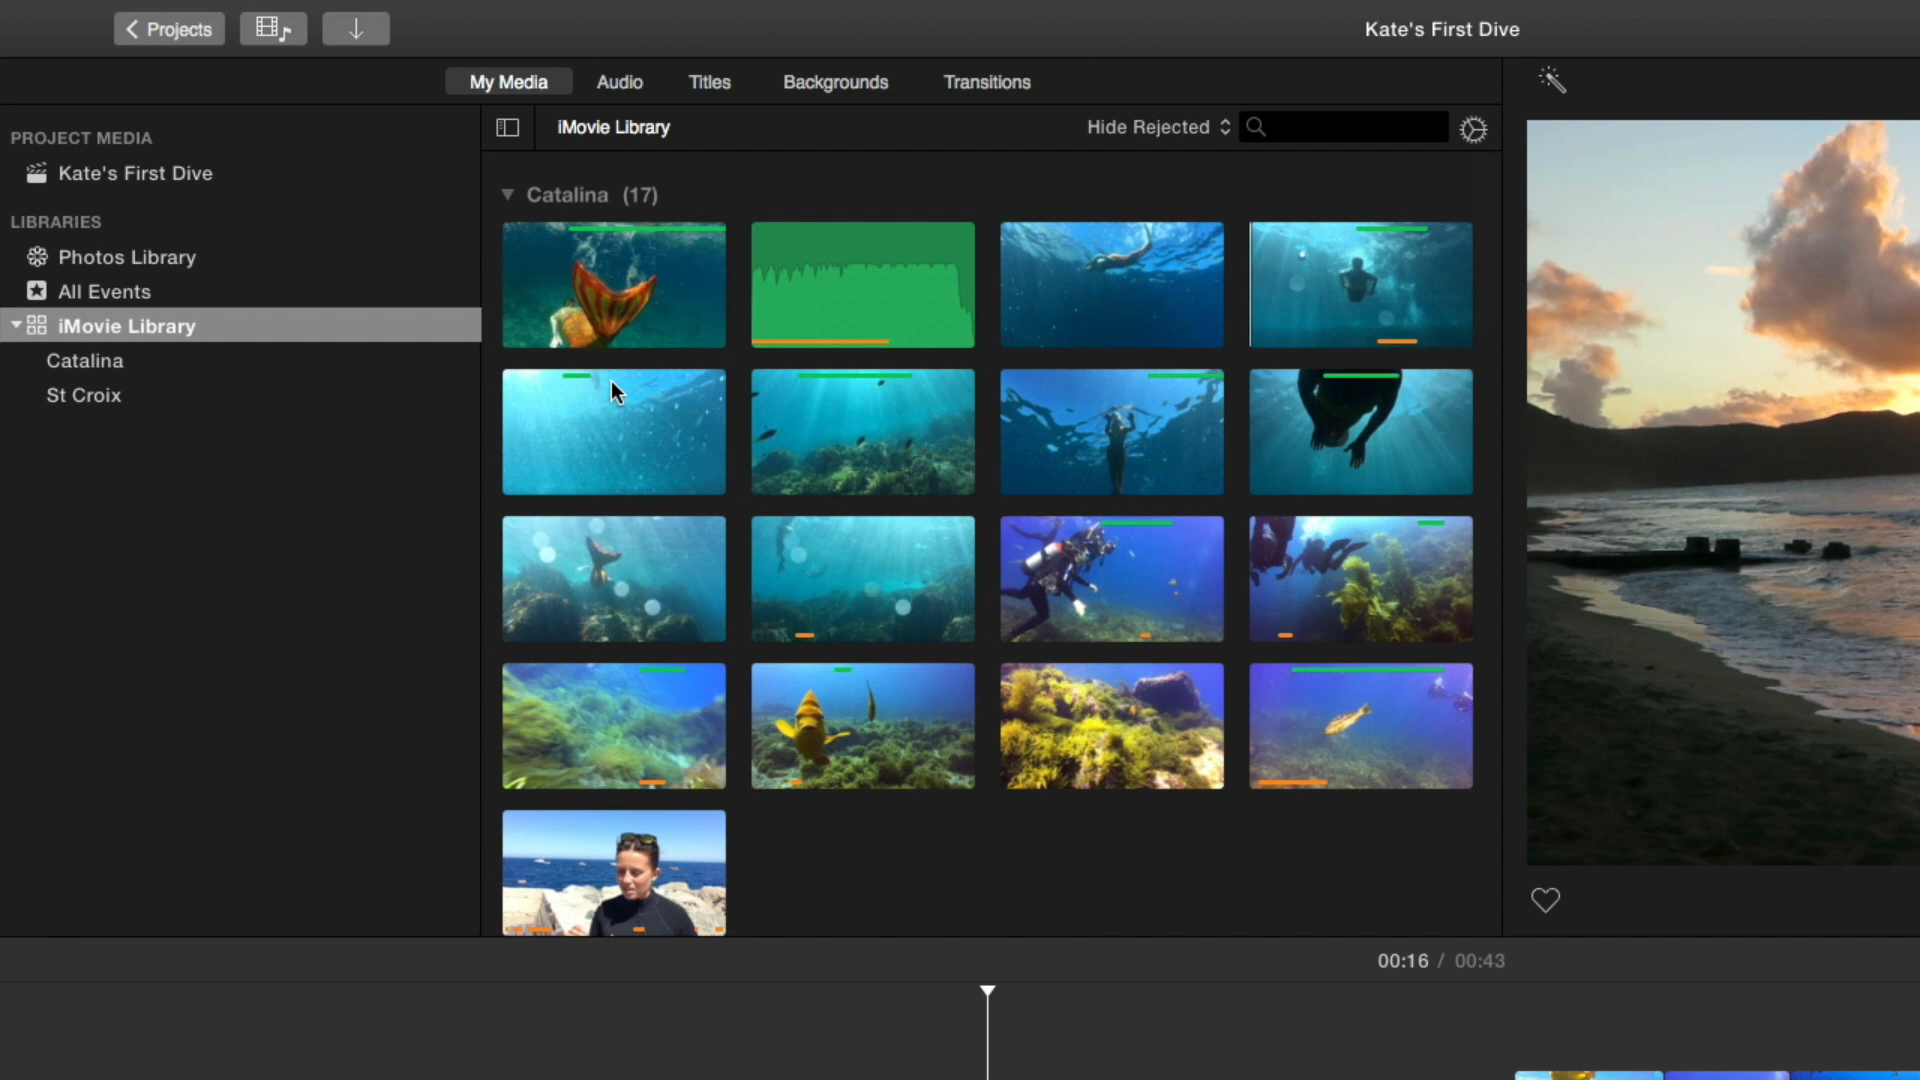 Projects
Kate's First Dive
My Media Audio Titles Backgrounds Transitions
PROJECT MEDIA
Kate's First Dive
LIBRARIES
Photos Library
All Events
iMovie Library
Catalina
St Croix
iMovie Library
Hide Rejected
Catalina (17)
00:16 / 00:43